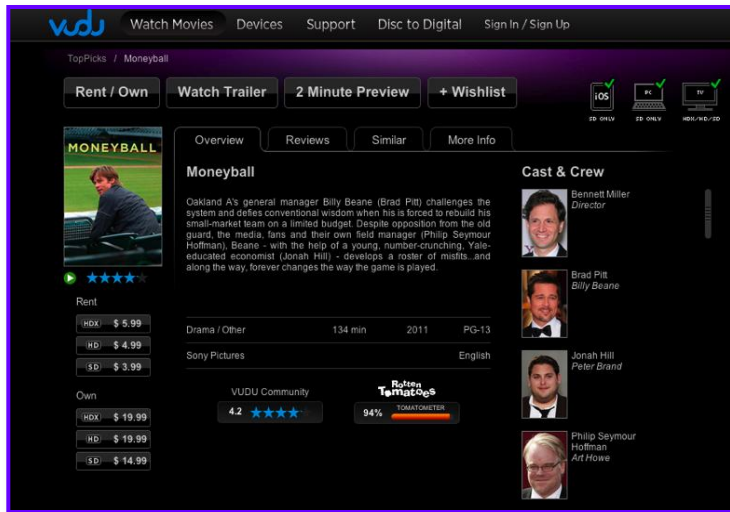 vudu Watch Movies Devices Support Disc to Digital Sign In / Sign Up
TopPicks / Moneyball
Rent / Own Watch Trailer 2 Minute Preview + Wishlist
iOS PC TV
SD ONLY SD ONLY HDX/HD/SD
MONEYBALL
Overview Reviews Similar More Info
Moneyball
Oakland A's general manager Billy Beane (Brad Pitt) challenges the
system and defies conventional wisdom when his is forced to rebuild his
small-market team on a limited budget. Despite opposition from the old
guard, the media, fans and their own field manager (Philip Seymour
Hoffman), Beane - with the help of a young, number-crunching, Yale-
educated economist (Jonah Hill) - develops a roster of misfits...and
along the way, forever changes the way the game is played.
Drama / Other 134 min 2011 PG-13
Sony Pictures English
VUDU Community
4.2
Rotten
Tomatoes
94% TOMATOMETER
Cast & Crew
Bennett Miller
Director
Brad Pitt
Billy Beane
Jonah Hill
Peter Brand
Philip Seymour
Hoffman
Art Howe
Rent
HDX $ 5.99
HD $ 4.99
SD $ 3.99
Own
HDX $ 19.99
HD $ 19.99
SD $ 14.99